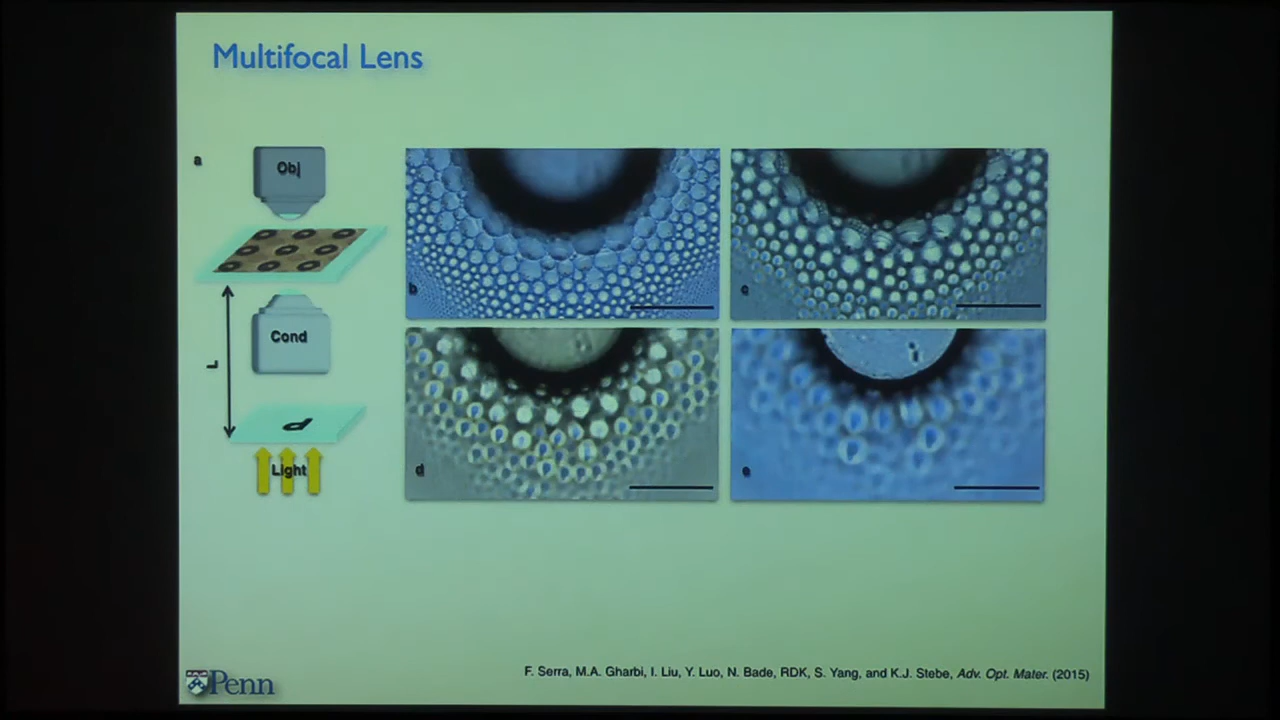 Multifocal Lens
a
Obj
Cond
L
P
Light
b
c
d
e
Penn
F. Serra, M.A. Gharbi, I. Liu, Y. Luo, N. Bade, RDK, S. Yang, and K.J. Stebe, Adv. Opt. Mater. (2015)